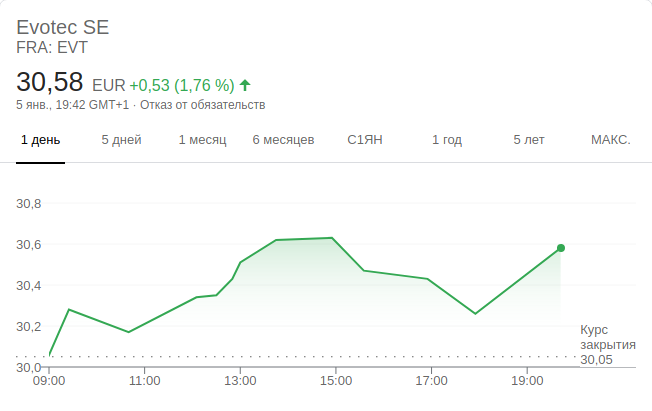 Evotec SE
FRA: EVT
30,58 EUR +0,53 (1,76 %)
5 янв., 19:42 GMT+1 · Отказ от обязательств
1 день 5 дней 1 месяц 6 месяцев С1ЯН 1 год 5 лет МАКС.
30,8
30,6
30,4
30,2
30,0
Курс
закрытия
30,05
09:00 11:00 13:00 15:00 17:00 19:00